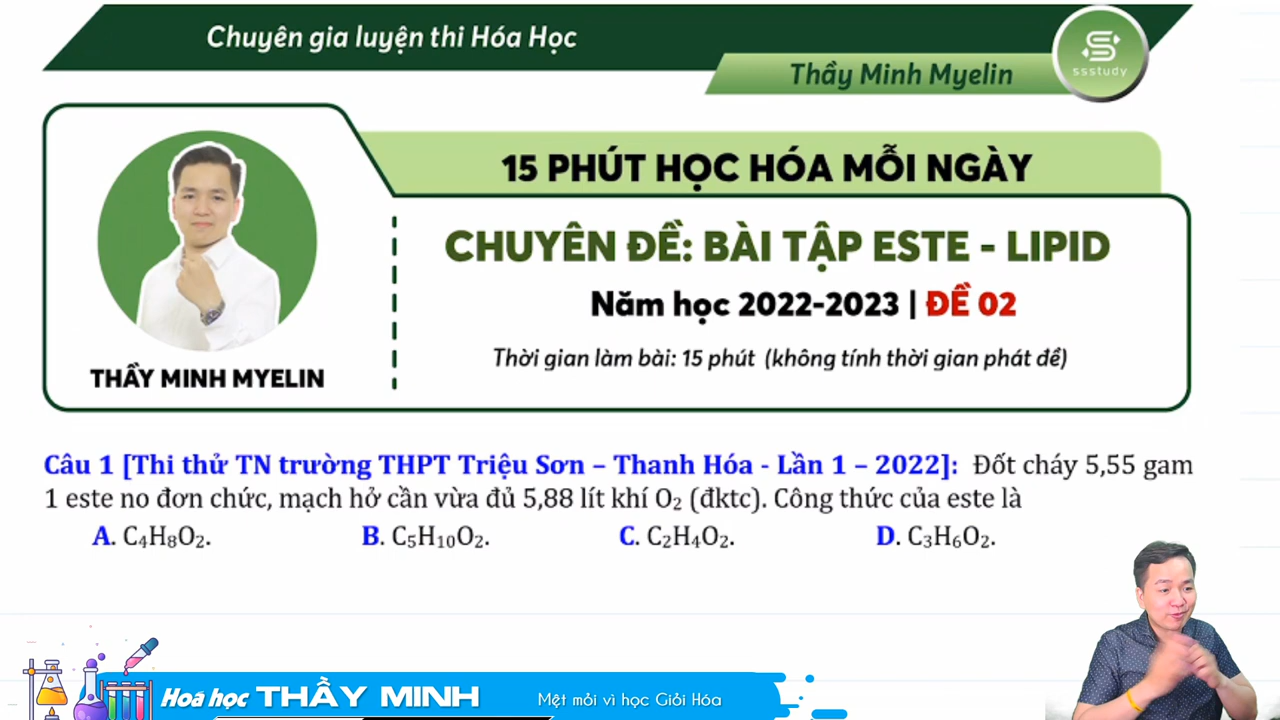 Chuyên gia luyện thi Hóa Học
Thầy Minh Myelin
ssstudy
15 PHÚT HỌC HÓA MỖI NGÀY
CHUYÊN ĐỀ: BÀI TẬP ESTE - LIPID
Năm học 2022-2023 | ĐỀ 02
Thời gian làm bài: 15 phút (không tính thời gian phát đề)
THẦY MINH MYELIN
Câu 1 [Thi thử TN trường THPT Triệu Sơn – Thanh Hóa - Lần 1 – 2022]: Đốt cháy 5,55 gam
1 este no đơn chức, mạch hở cần vừa đủ 5,88 lít khí O₂ (đktc). Công thức của este là
A. C₄H₈O₂. B. C₅H₁₀O₂. C. C₂H₄O₂. D. C₃H₆O₂.
Hoá học THẦY MINH Mệt mỏi vì học Giỏi Hóa